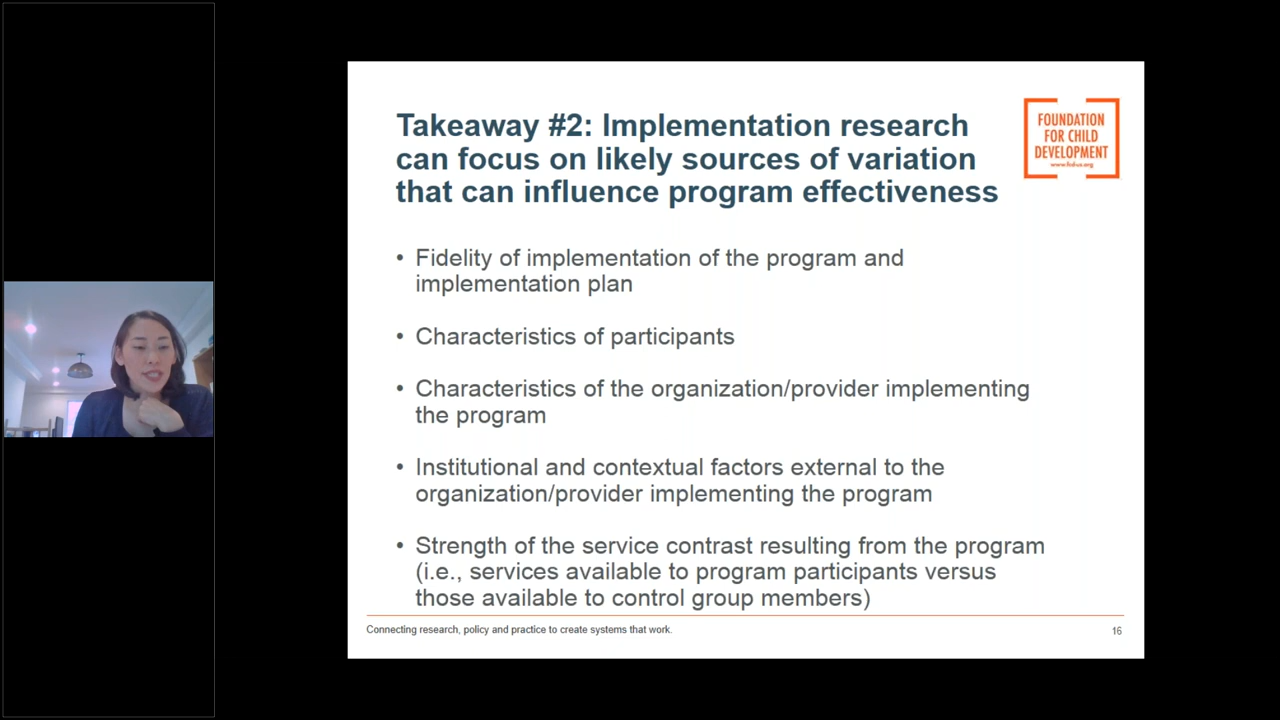 Takeaway #2: Implementation research
can focus on likely sources of variation
that can influence program effectiveness
FOUNDATION
FOR CHILD
DEVELOPMENT
www.fcd-us.org
• Fidelity of implementation of the program and
implementation plan
• Characteristics of participants
• Characteristics of the organization/provider implementing
the program
• Institutional and contextual factors external to the
organization/provider implementing the program
• Strength of the service contrast resulting from the program
(i.e., services available to program participants versus
those available to control group members)
Connecting research, policy and practice to create systems that work.
16